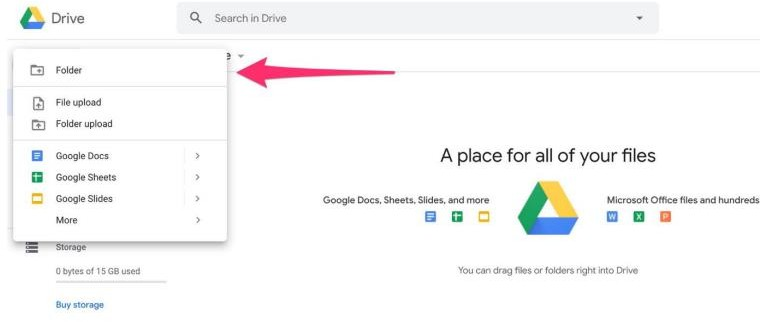 Drive
Search in Drive
e
Folder
File upload
Folder upload
Google Docs
Google Sheets
Google Slides
More
Storage
0 bytes of 15 GB used
Buy storage
A place for all of your files
Google Docs, Sheets, Slides, and more
Microsoft Office files and hundreds
W X P
You can drag files or folders right into Drive